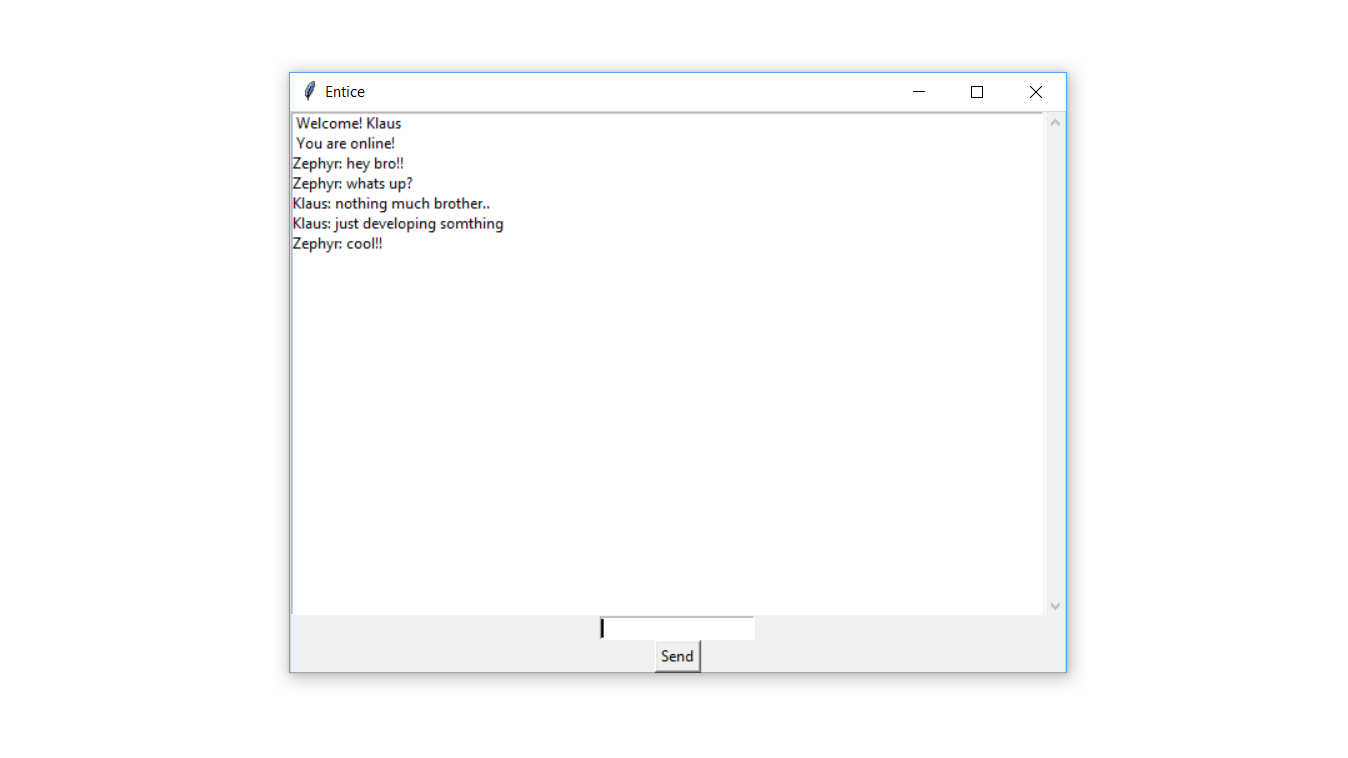 Entice
Welcome! Klaus
You are online!
Zephyr: hey bro!!
Zephyr: whats up?
Klaus: nothing much brother..
Klaus: just developing somthing
Zephyr: cool!!
Send